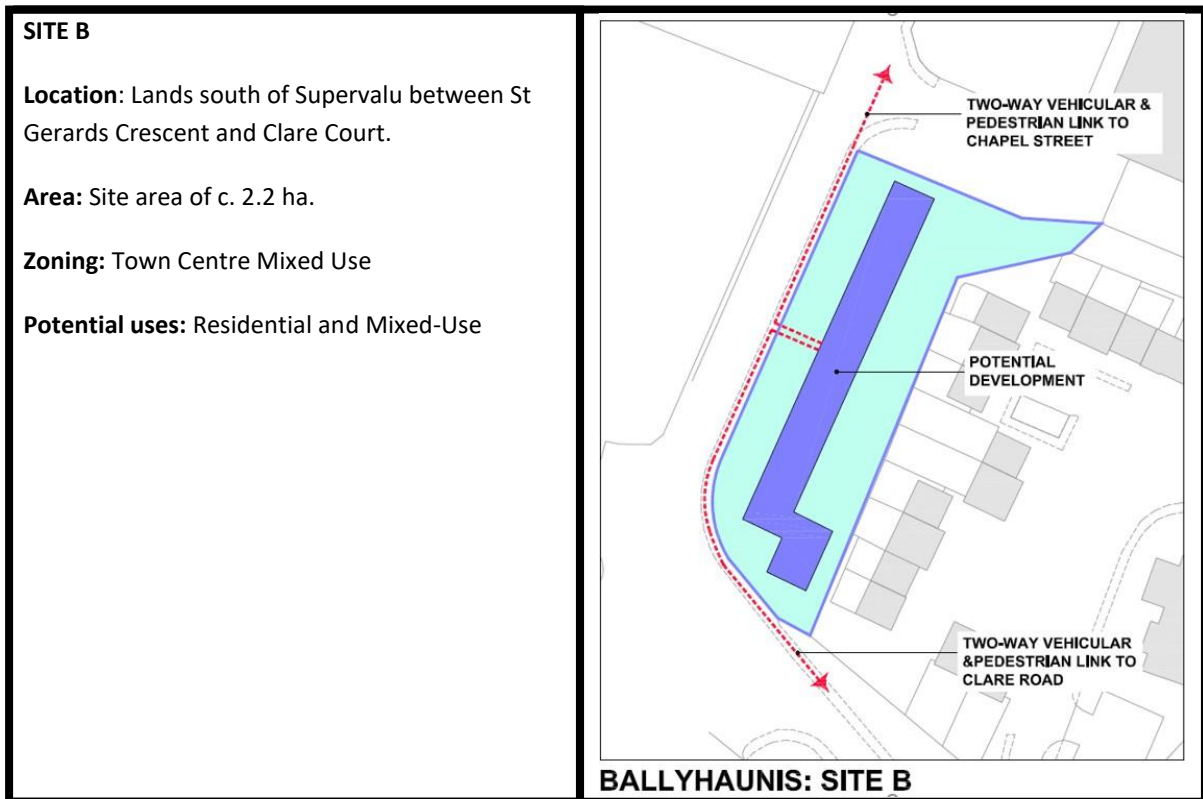 SITE B
Location: Lands south of Supervalu between St
Gerards Crescent and Clare Court.
Area: Site area of c. 2.2 ha.
Zoning: Town Centre Mixed Use
Potential uses: Residential and Mixed-Use
TWO-WAY VEHICULAR &
PEDESTRIAN LINK TO
CHAPEL STREET
POTENTIAL
DEVELOPMENT
TWO-WAY VEHICULAR
&PEDESTRIAN LINK TO
CLARE ROAD
BALLYHAUNIS: SITE B